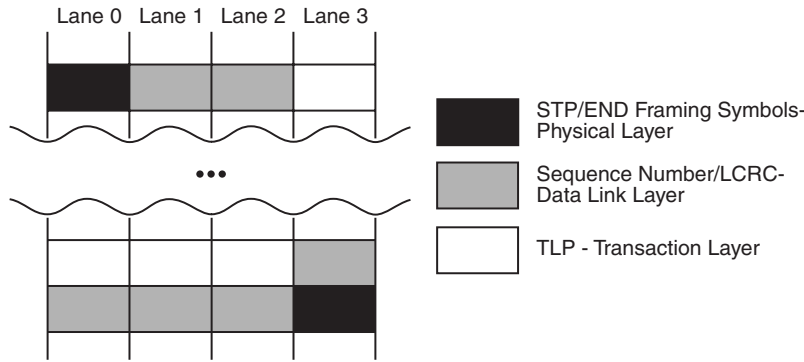 Lane 0 Lane 1 Lane 2 Lane 3
STP/END Framing Symbols-
Physical Layer
Sequence Number/LCRC-
Data Link Layer
TLP - Transaction Layer